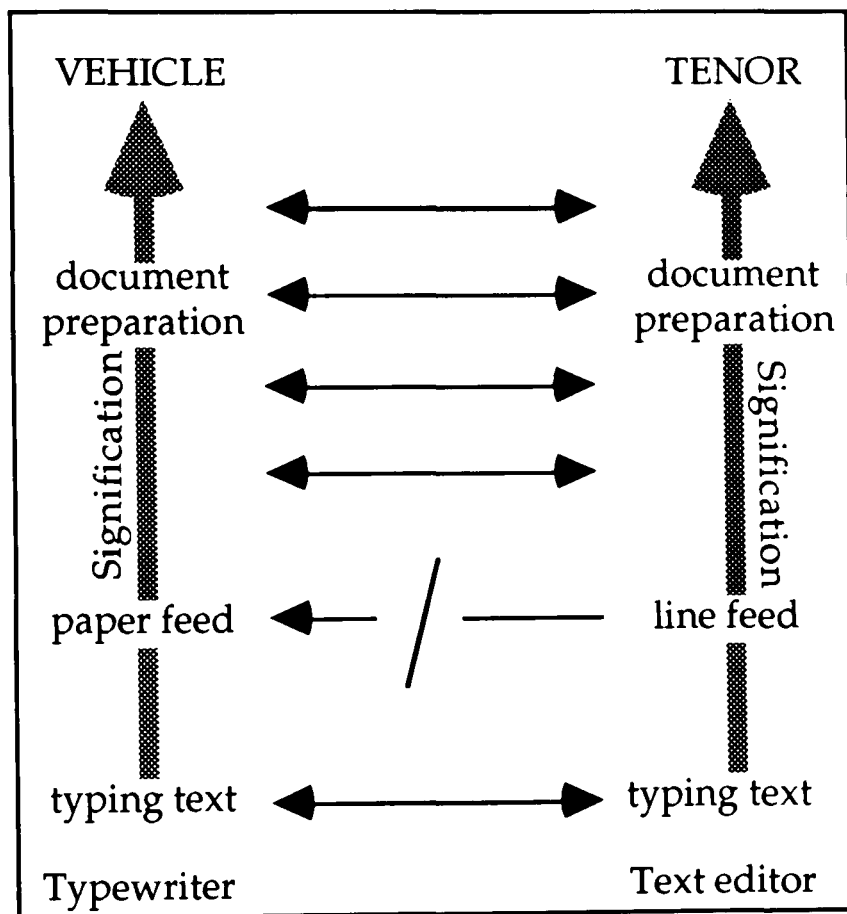 VEHICLE
TENOR
document
preparation
document
preparation
Signification
Signification
paper feed
line feed
typing text
typing text
Typewriter
Text editor